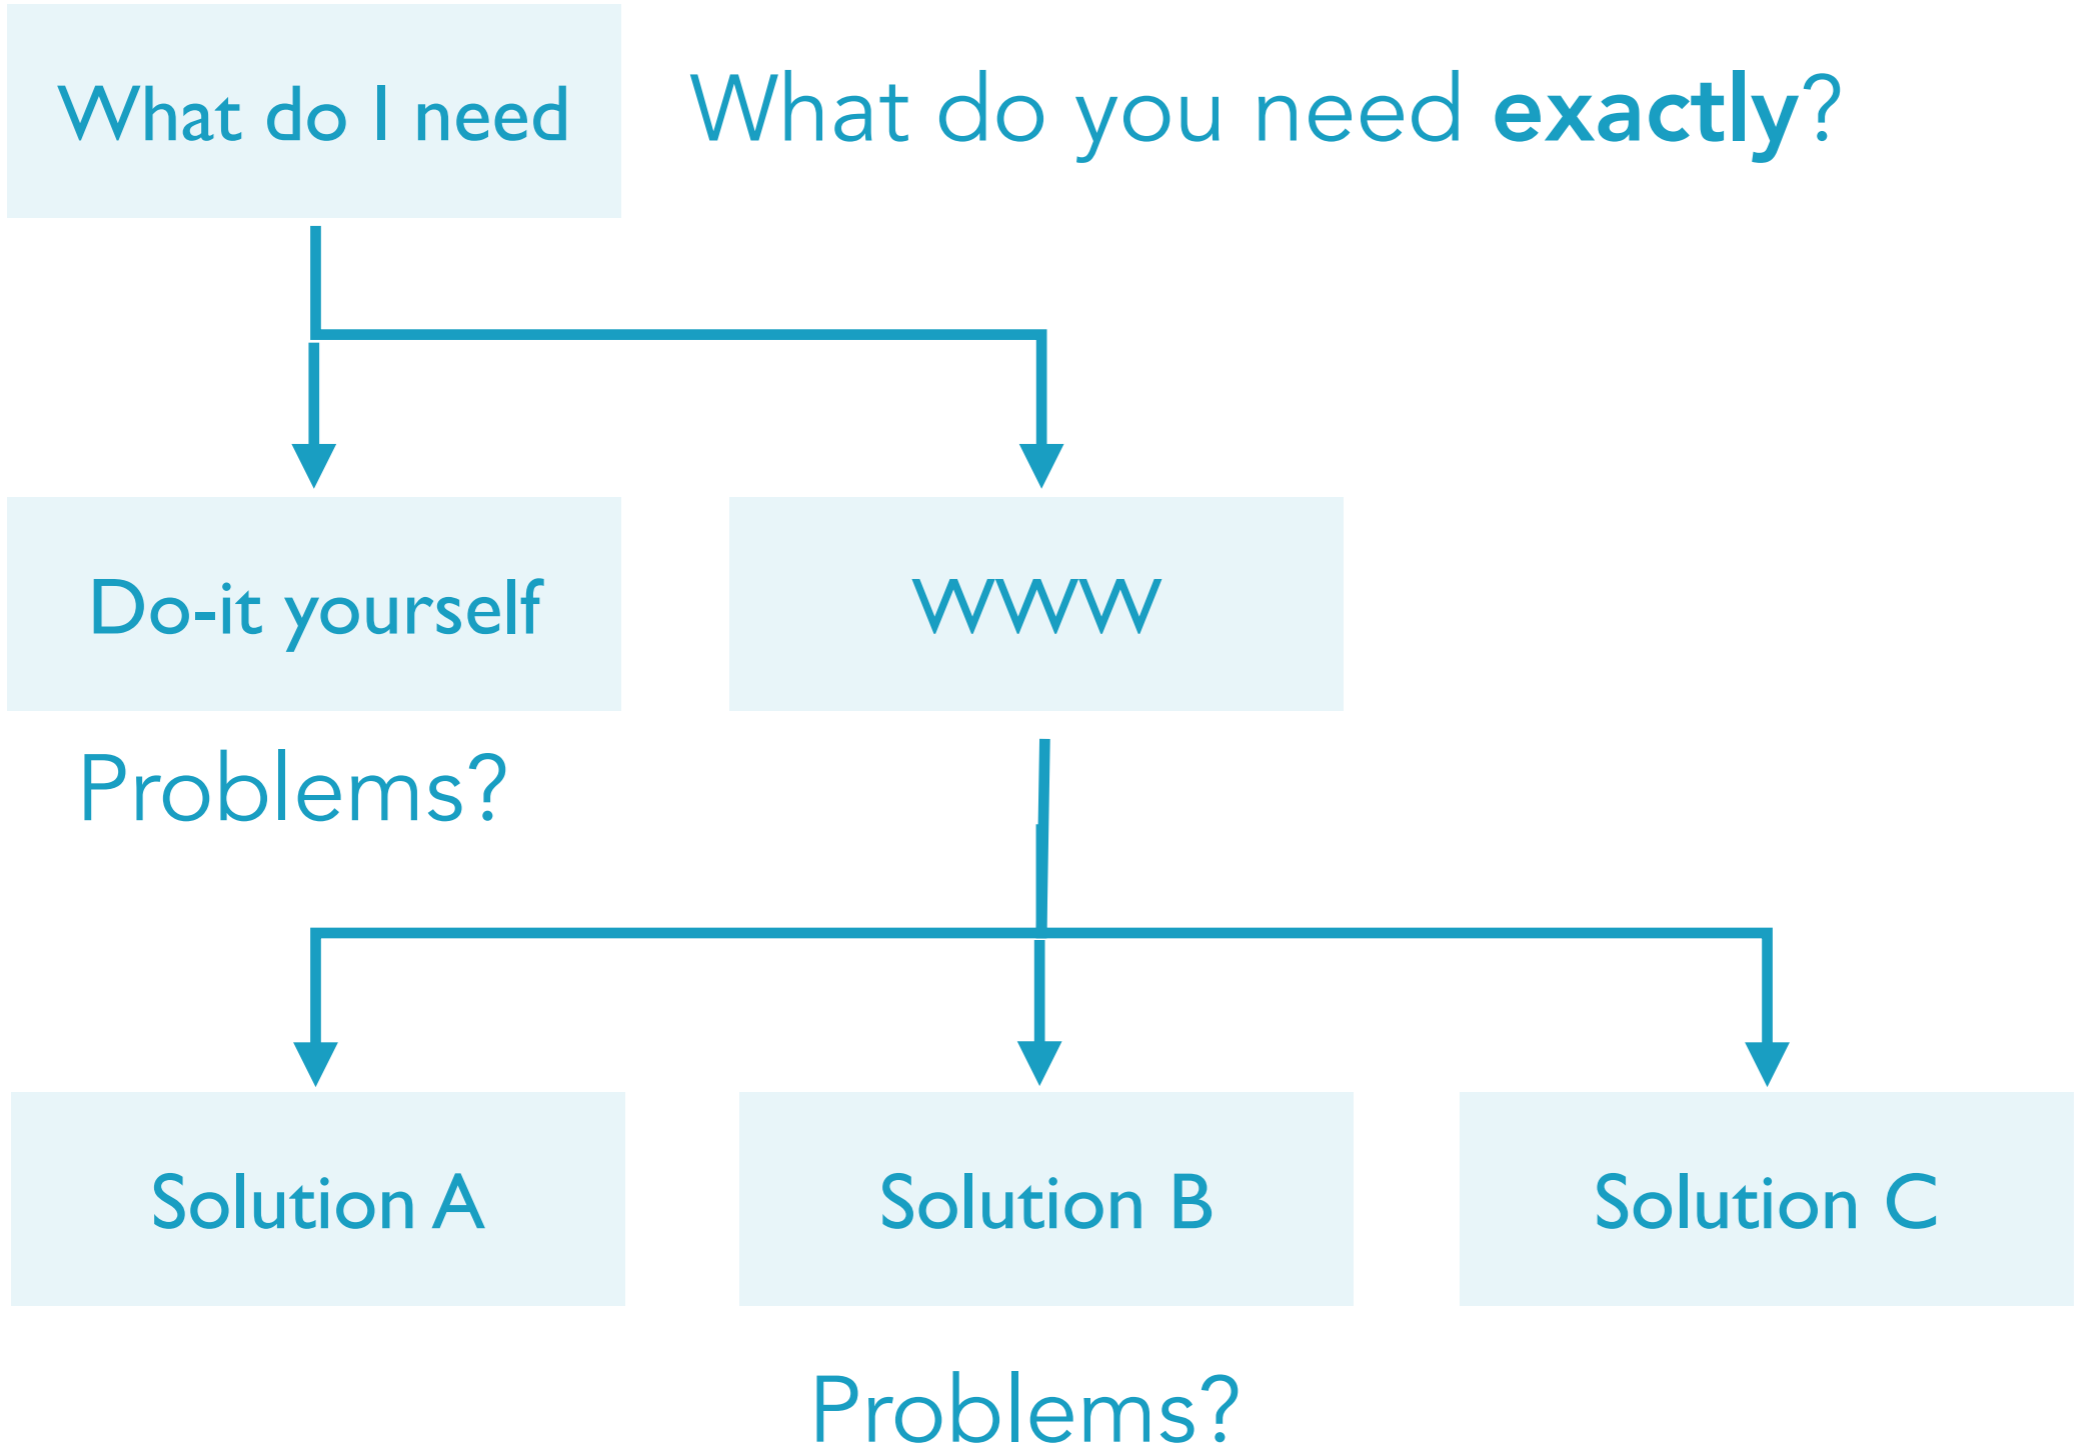 What do I need
What do you need exactly?
Do-it yourself
WWW
Problems?
Solution A
Solution B
Solution C
Problems?